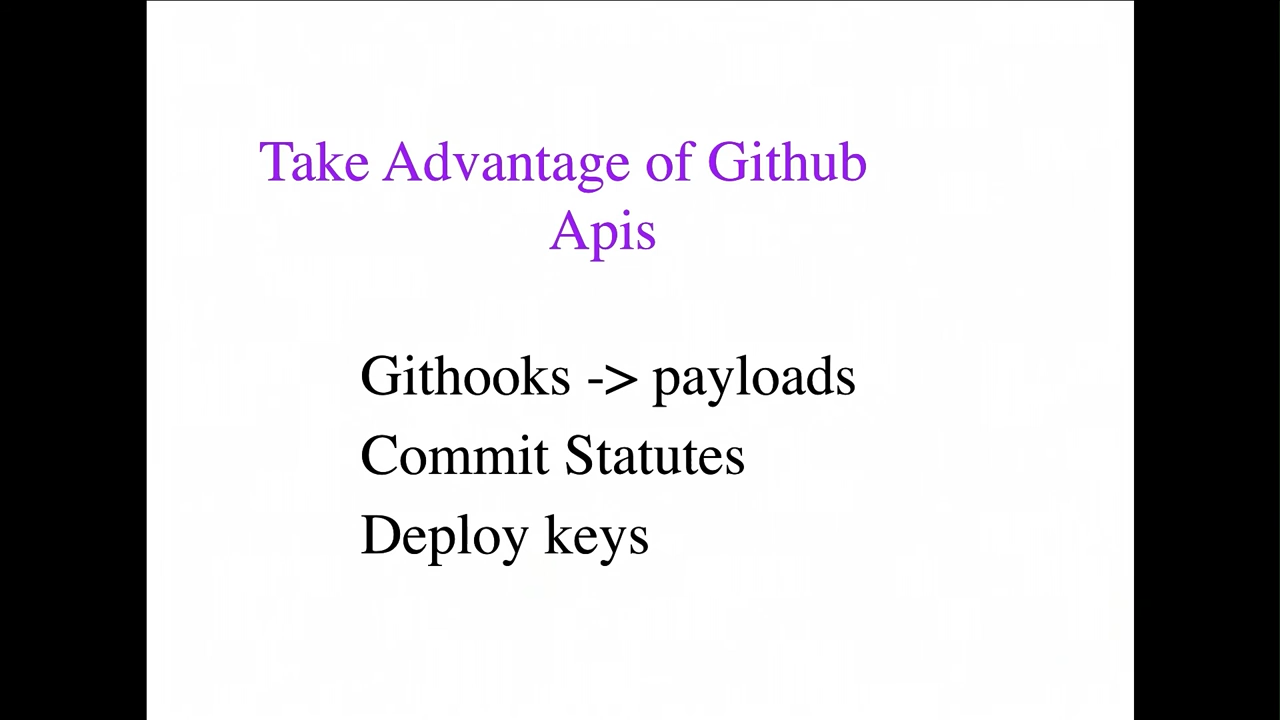 Take Advantage of Github
Apis
Githooks -> payloads
Commit Statutes
Deploy keys